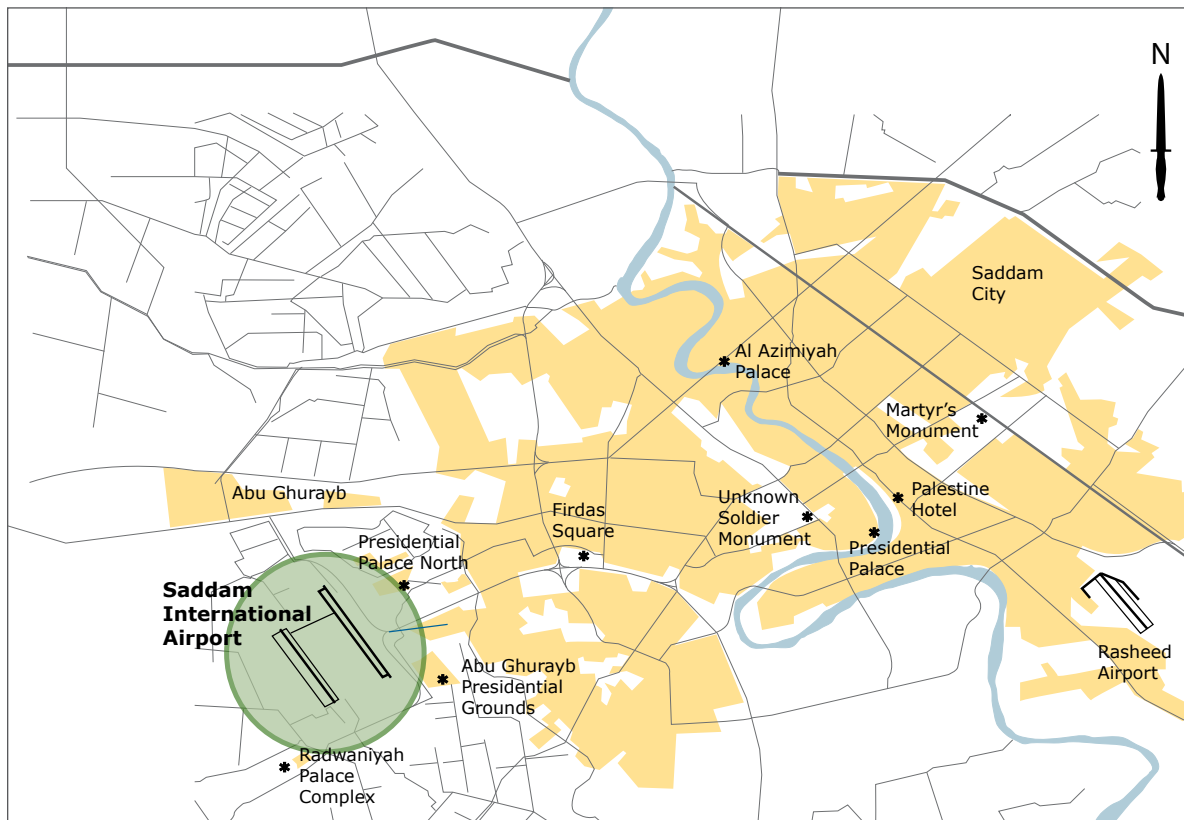 N
Saddam
City
Al Azimiyah
Palace
Martyr's
Monument
Abu Ghurayb
Palestine
Hotel
Unknown
Soldier
Monument
Firdas
Square
Presidential
Palace
Presidential
Palace North
Saddam
International
Airport
Rasheed
Airport
Abu Ghurayb
Presidential
Grounds
Radwaniyah
Palace
Complex